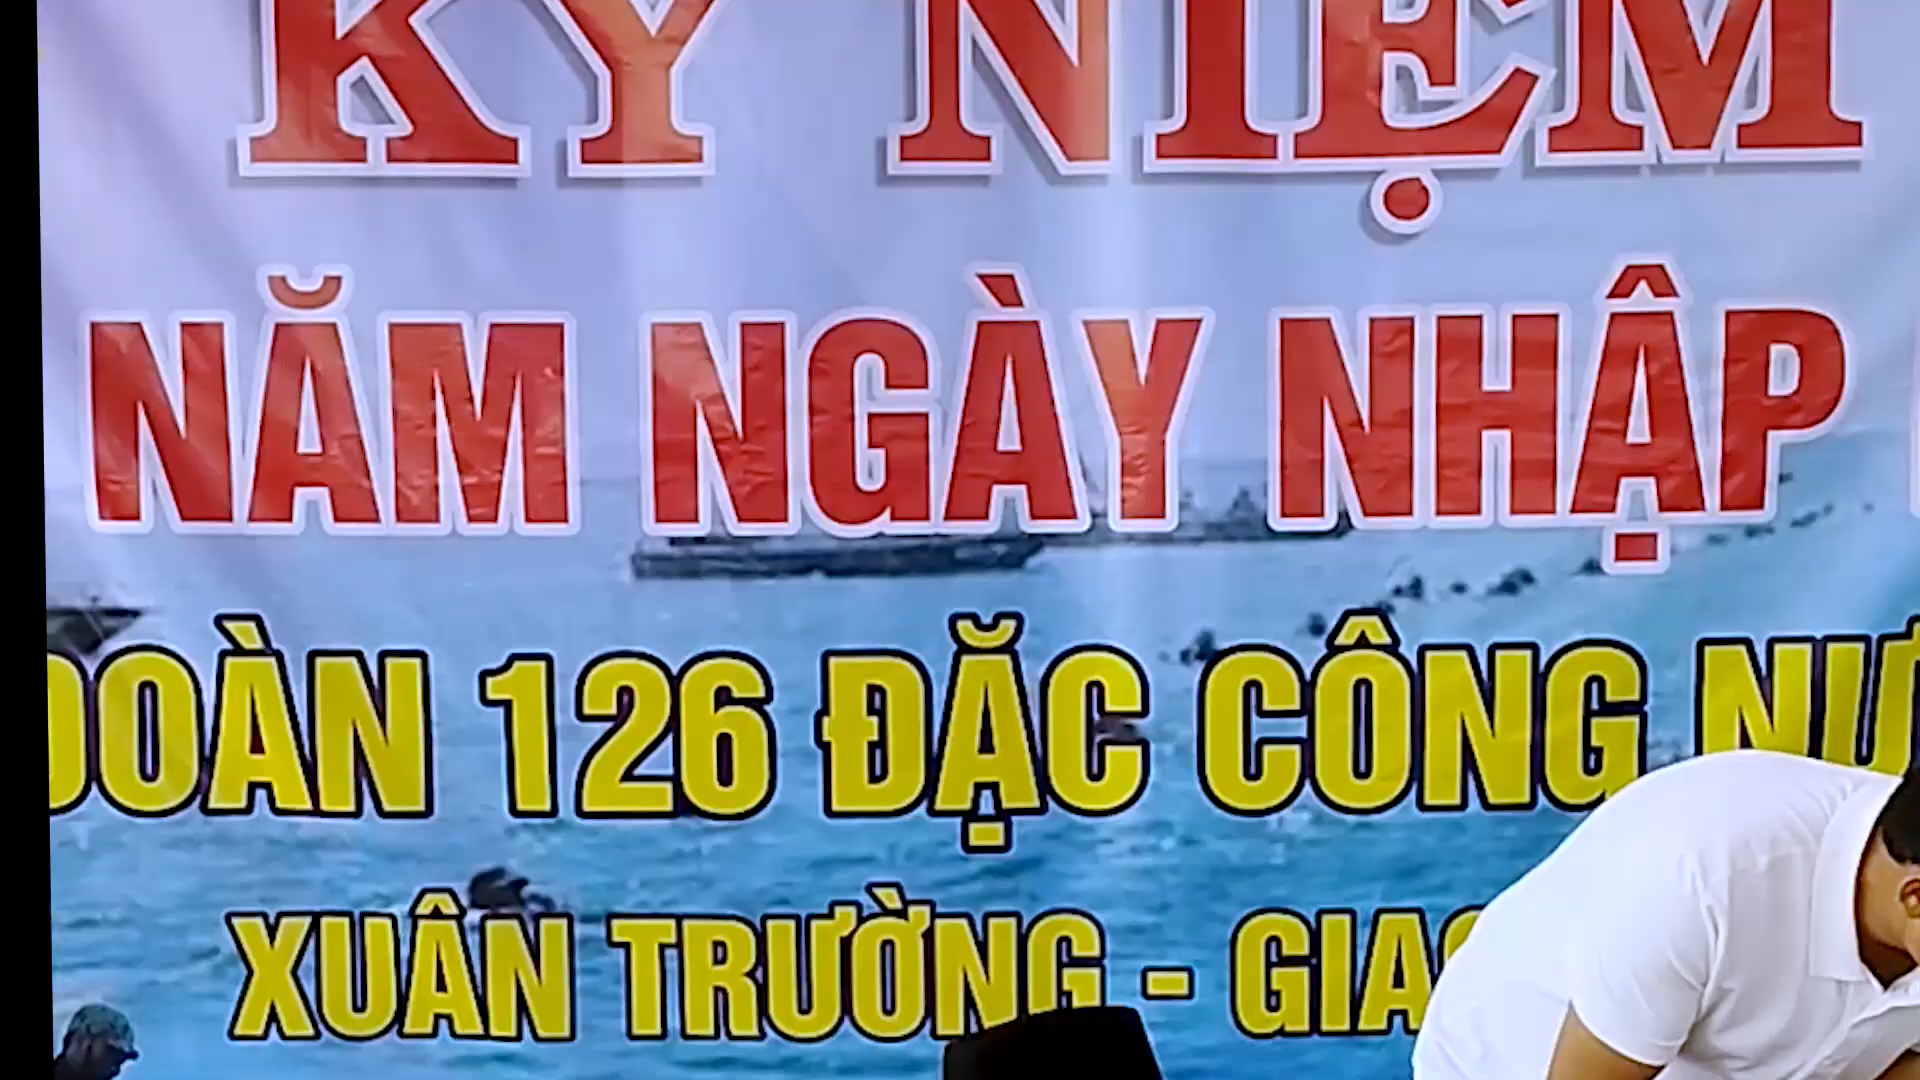 KỶ NIỆM
NĂM NGÀY NHẬP
ĐOÀN 126 ĐẶC CÔNG
XUÂN TRƯỜNG -